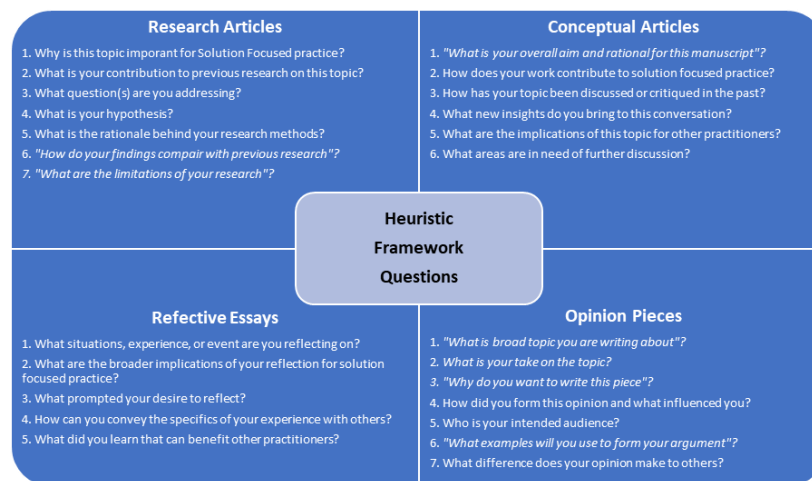 Research Articles
1. Why is this topic imporant for Solution Focused practice?
2. What is your contribution to previous research on this topic?
3. What question(s) are you addressing?
4. What is your hypothesis?
5. What is the rationale behind your research methods?
6. "How do your findings compair with previous research"?
7. "What are the limitations of your research"?
Conceptual Articles
1. "What is your overall aim and rational for this manuscript"?
2. How does your work contribute to solution focused practice?
3. How has your topic been discussed or critiqued in the past?
4. What new insights do you bring to this conversation?
5. What are the implications of this topic for other practitioners?
6. What areas are in need of further discussion?
Heuristic
Framework
Questions
Refective Essays
1. What situations, experience, or event are you reflecting on?
2. What are the broader implications of your reflection for solution
focused practice?
3. What prompted your desire to reflect?
4. How can you convey the specifics of your experience with others?
5. What did you learn that can benefit other practitioners?
Opinion Pieces
1. "What is broad topic you are writing about"?
2. What is your take on the topic?
3. "Why do you want to write this piece"?
4. How did you form this opinion and what influenced you?
5. Who is your intended audience?
6. "What examples will you use to form your argument"?
7. What difference does your opinion make to others?